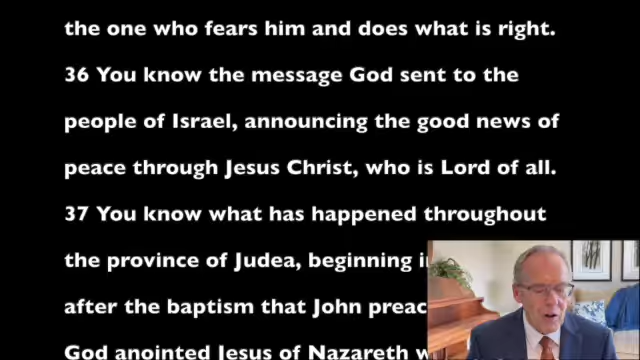 the one who fears him and does what is right.
36 You know the message God sent to the
people of Israel, announcing the good news of
peace through Jesus Christ, who is Lord of all.
37 You know what has happened throughout
the province of Judea, beginning
after the baptism that John
God anointed Jesus of Nazareth